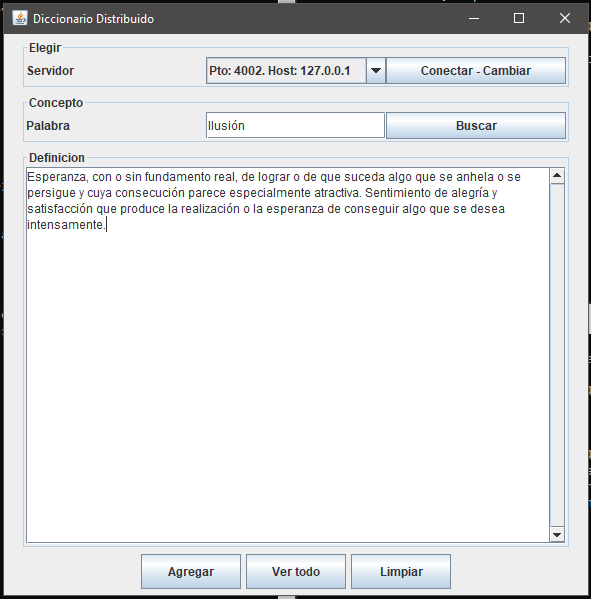 Diccionario Distribuido
Elegir
Servidor
Pto: 4002. Host: 127.0.0.1
Conectar - Cambiar
Concepto
Palabra
Ilusión
Buscar
Definicion
Esperanza, con o sin fundamento real, de lograr o de que suceda algo que se anhela o se
persigue y cuya consecución parece especialmente atractiva. Sentimiento de alegría y
satisfacción que produce la realización o la esperanza de conseguir algo que se desea
intensamente.
Agregar
Ver todo
Limpiar